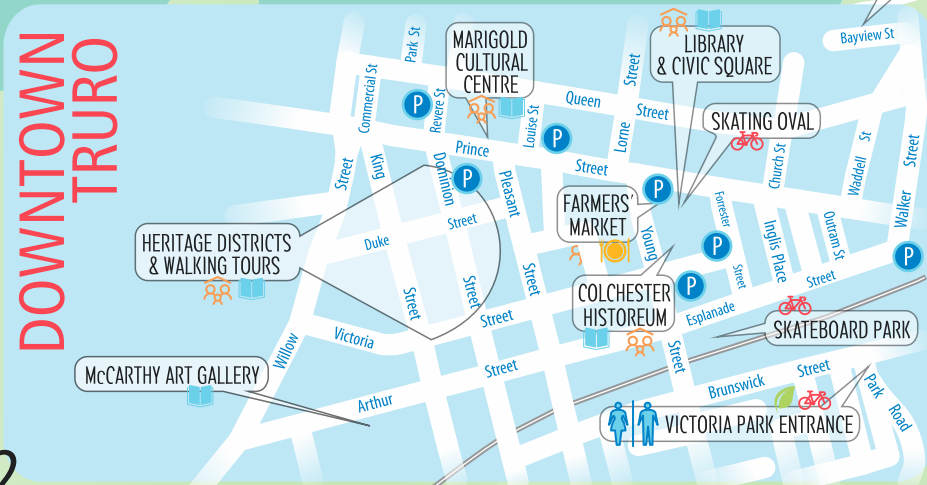 DOWNTOWN
TRURO
Bayview St
Park St
MARIGOLD
CULTURAL
CENTRE
LIBRARY
& CIVIC SQUARE
Commercial St
P
Revere St
Louise St
Queen
Street
Street
Lorne
SKATING OVAL
P
Prince
Street
Street
King
Dominion
P
Pleasant
Church St
Waddell St
Street
Walker
FARMERS'
MARKET
P
Forrester
Street
Young
Inglis Place
Outram St
HERITAGE DISTRICTS
& WALKING TOURS
Duke
Street
P
P
COLCHESTER
HISTOREUM
P
Street
Street
Street
Street
Esplanade
Street
SKATEBOARD PARK
Willow
Victoria
Street
McCARTHY ART GALLERY
Arthur
Street
Brunswick
Street
Park
Road
VICTORIA PARK ENTRANCE